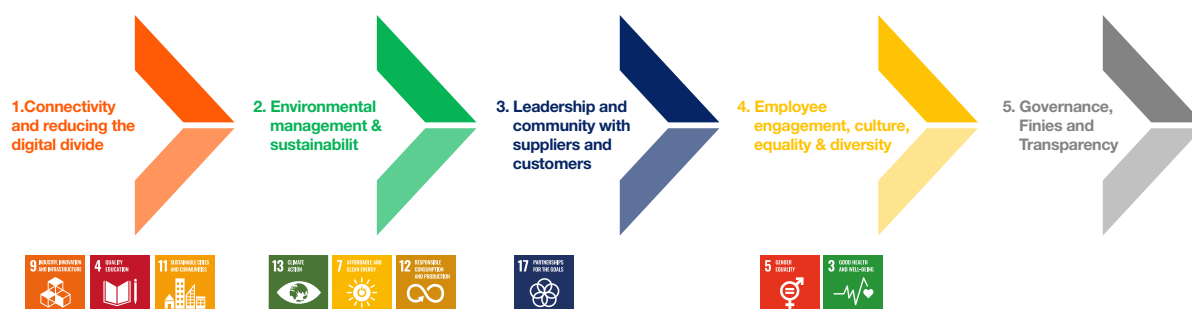 1.Connectivity
and reducing the
digital divide
2. Environmental
management &
sustainabilit
3. Leadership and
community with
suppliers and
customers
4. Employee
engagement, culture,
equality & diversity
5. Governance,
Finies and
Transparency
9 INDUSTRY, INNOVATION
AND INFRASTRUCTURE
4 QUALITY
EDUCATION
11 SUSTAINABLE CITIES
AND COMMUNITIES
13 CLIMATE
ACTION
7 AFFORDABLE AND
CLEAN ENERGY
12 RESPONSIBLE
CONSUMPTION
AND PRODUCTION
17 PARTNERSHIPS
FOR THE GOALS
5 GENDER
EQUALITY
3 GOOD HEALTH
AND WELL-BEING